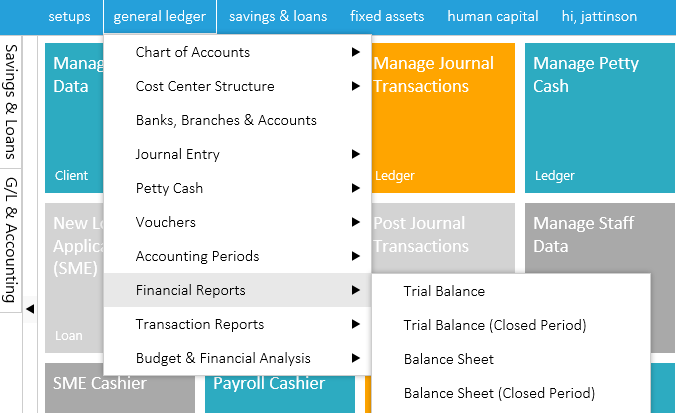 setups general ledger savings & loans fixed assets human capital hi, jattinson
Savings & Loans
G/L & Accounting
Manag
Data
Client
New L
Applica
(SME)
Loan
SME Cashier
Payroll Cashier
Chart of Accounts
Cost Center Structure
Banks, Branches & Accounts
Journal Entry
Petty Cash
Vouchers
Accounting Periods
Financial Reports
Transaction Reports
Budget & Financial Analysis
Manage Journal
Transactions
Ledger
Manage Petty
Cash
Ledger
Post Journal
Transactions
Manage Staff
Data
Trial Balance
Trial Balance (Closed Period)
Balance Sheet
Balance Sheet (Closed Period)